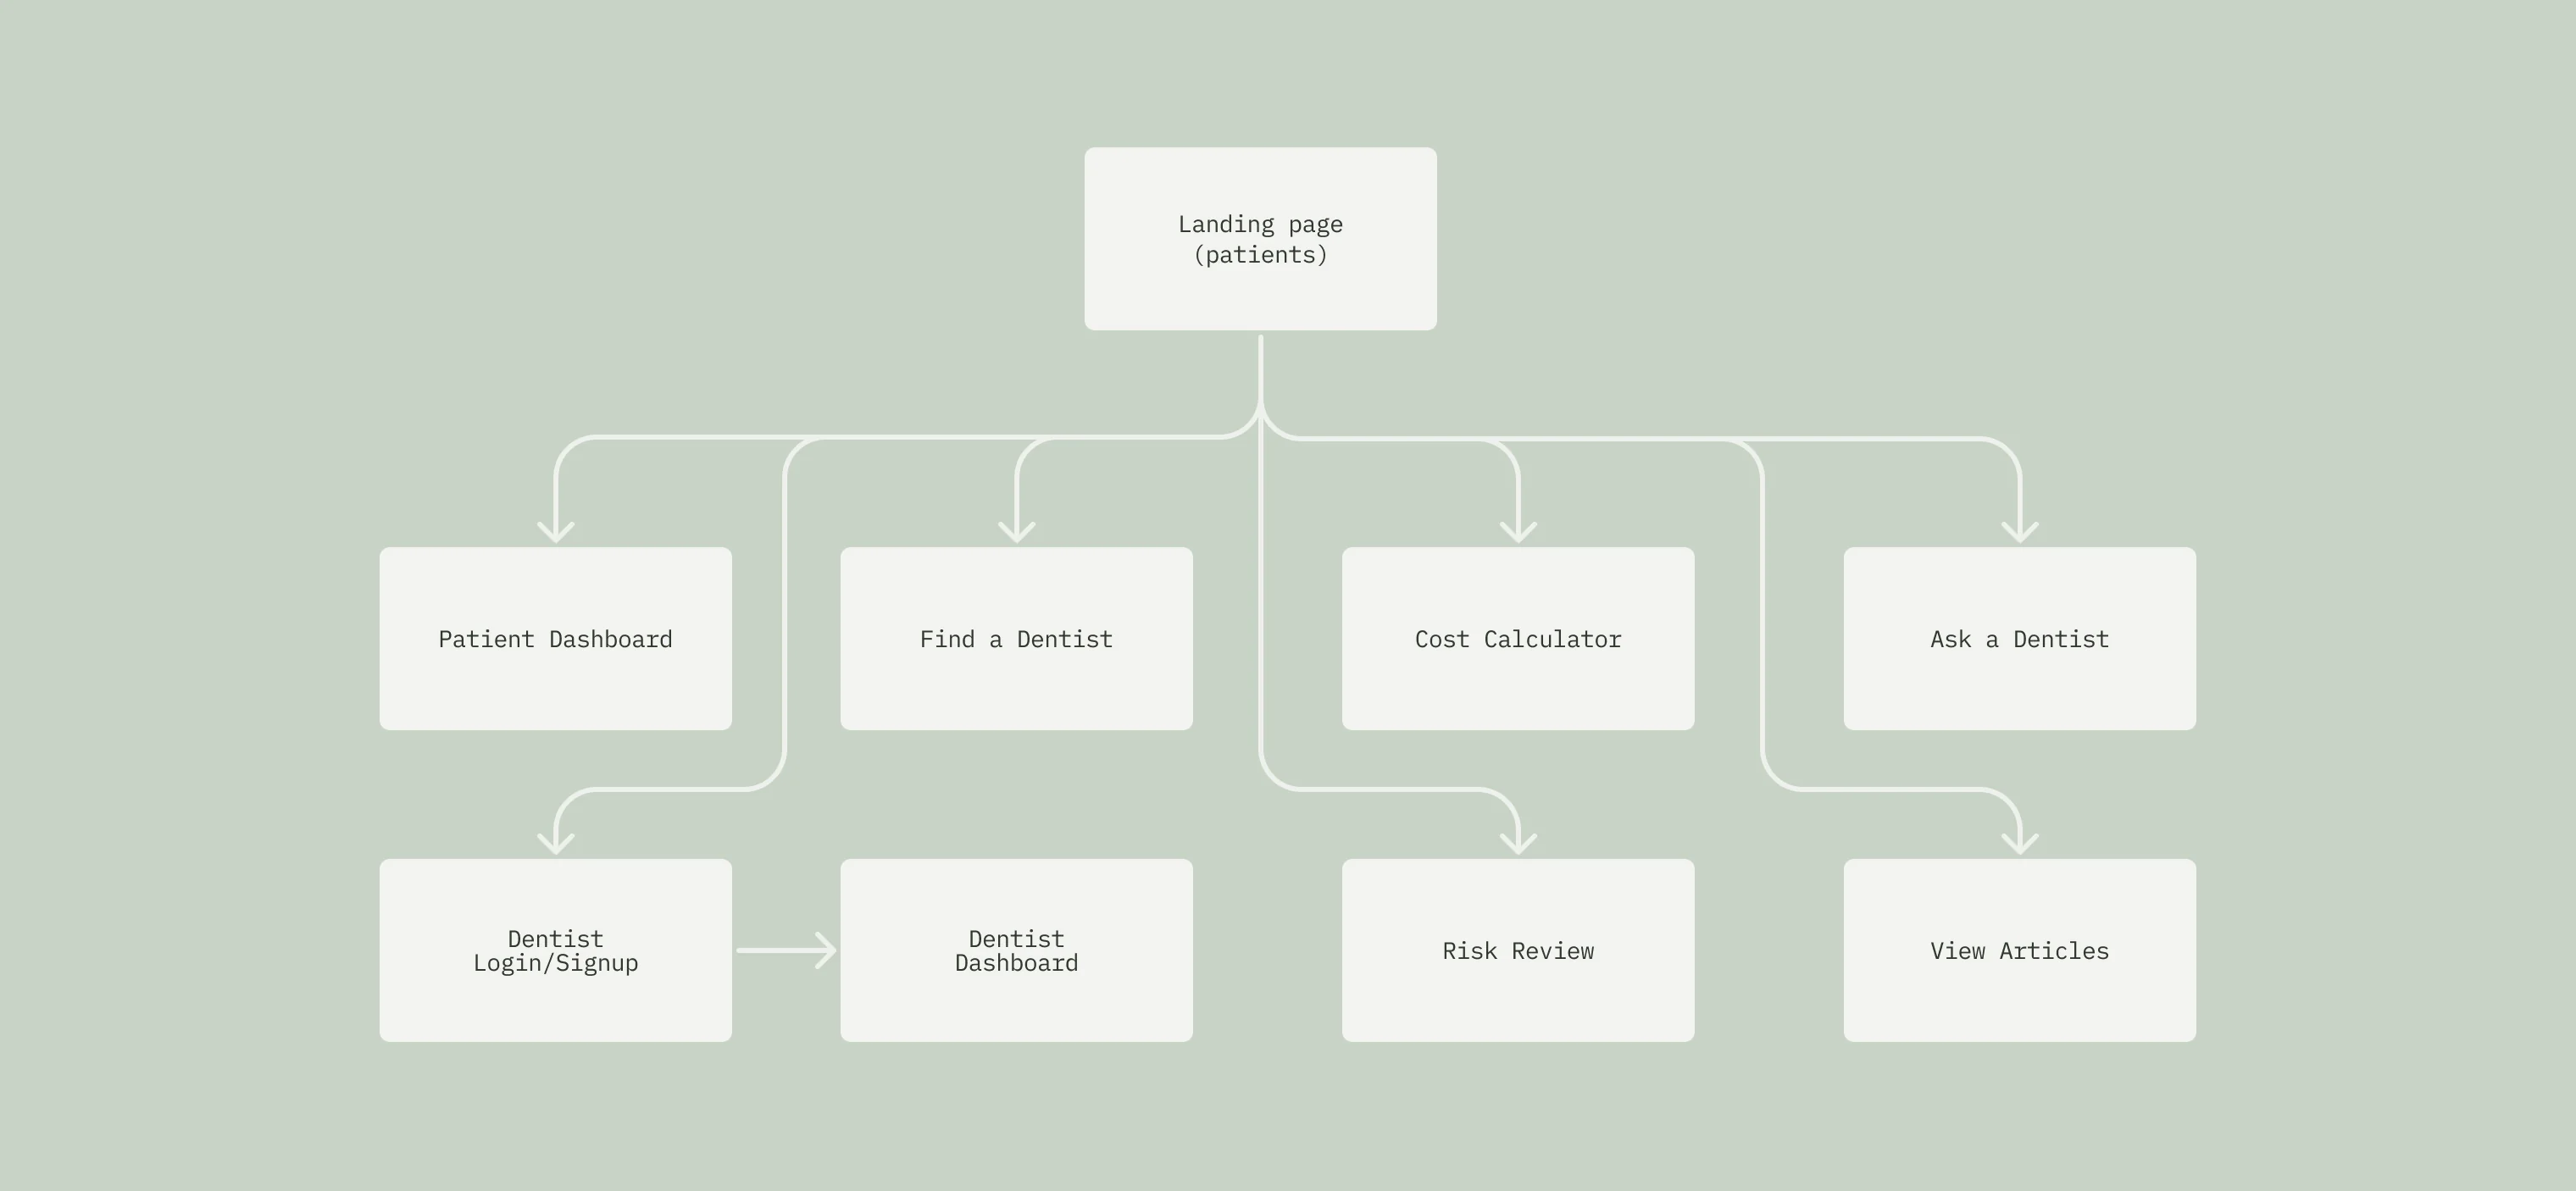 Landing page
(patients)
Patient Dashboard
Find a Dentist
Cost Calculator
Ask a Dentist
Dentist
Login/Signup
Dentist
Dashboard
Risk Review
View Articles